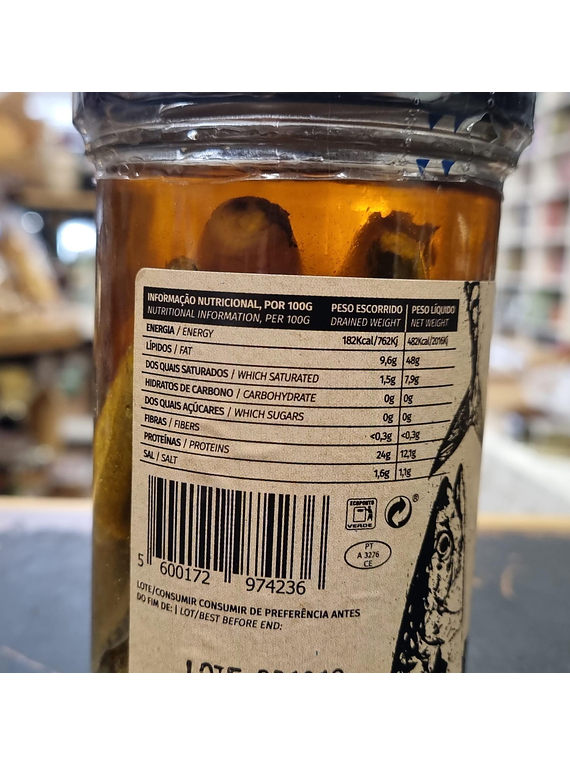 INFORMAÇÃO NUTRICIONAL, POR 100G PESO ESCORRIDO PESO LÍQUIDO
NUTRITIONAL INFORMATION, PER 100G DRAINED WEIGHT NET WEIGHT
ENERGIA / ENERGY 182Kcal/762Kj 482Kcal/2016Kj
LÍPIDOS / FAT 9,6g 48g
DOS QUAIS SATURADOS / WHICH SATURATED 1,5g 7,9g
HIDRATOS DE CARBONO / CARBOHYDRATE 0g 0g
DOS QUAIS AÇÚCARES / WHICH SUGARS 0g 0g
FIBRAS / FIBERS <0,3g <0,3g
PROTEÍNAS / PROTEINS 24g 12,1g
SAL / SALT 1,6g 1,1g
ECOPONTO
VERDE
®
PT
A 3276
CE
5 600172 974236
LOTE/CONSUMIR CONSUMIR DE PREFERÊNCIA ANTES
DO FIM DE: | LOT/BEST BEFORE END:
LOTE